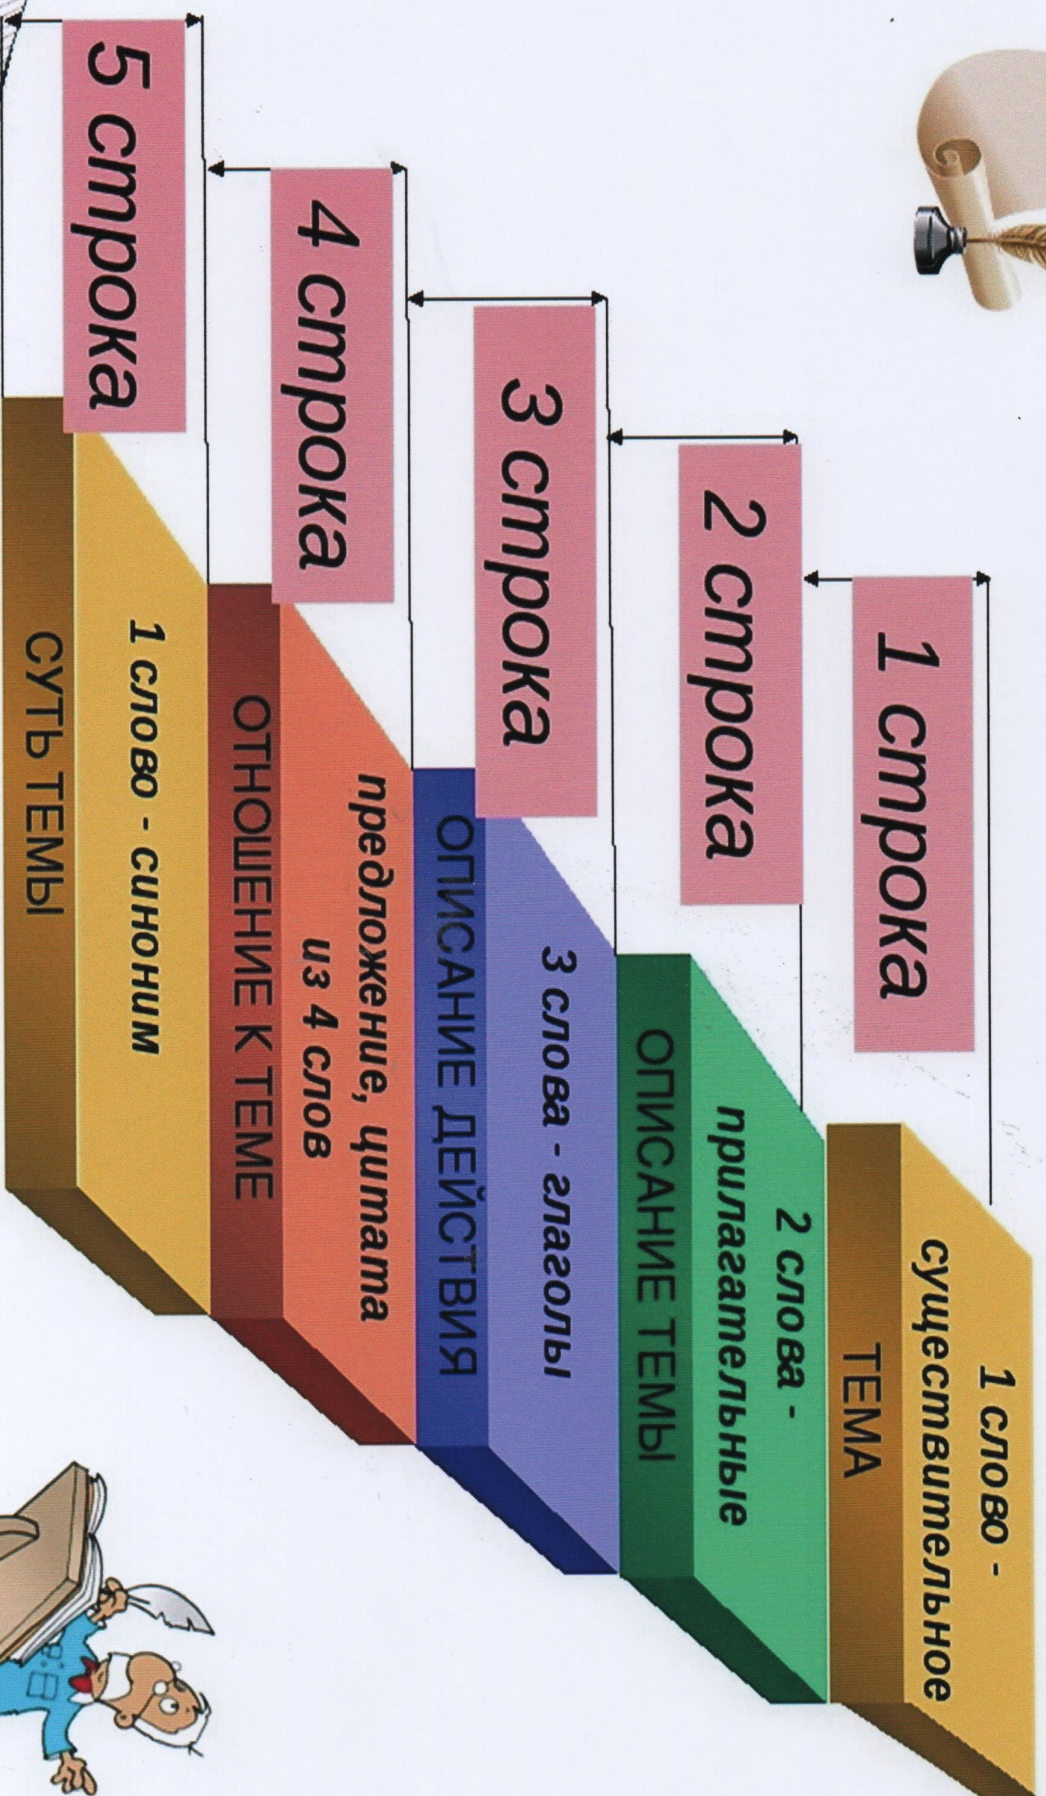 1 строка
1 слово -
существительное
ТЕМА
2 строка
2 слова -
прилагательные
ОПИСАНИЕ ТЕМЫ
3 строка
3 слова - глаголы
ОПИСАНИЕ ДЕЙСТВИЯ
4 строка
предложение, цитата
из 4 слов
ОТНОШЕНИЕ К ТЕМЕ
5 строка
1 слово - синоним
СУТЬ ТЕМЫ